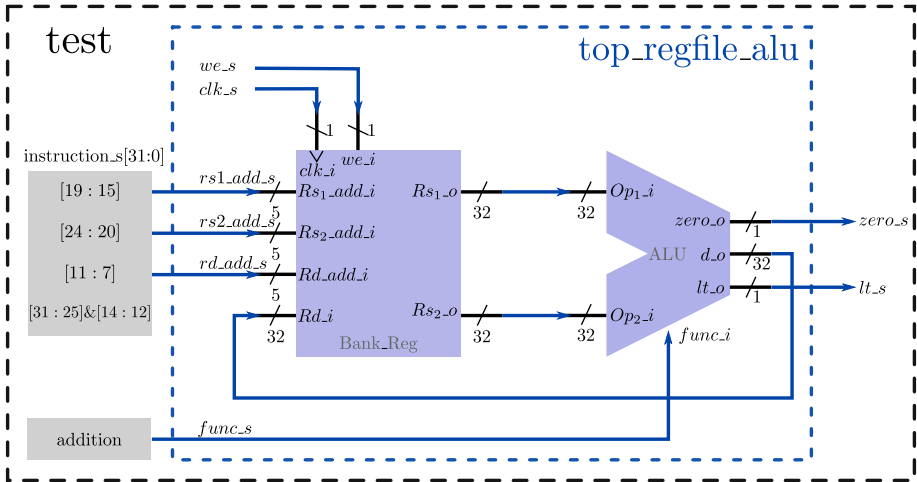 test
top_regfile_alu
we_s
clk_s
1
1
instruction_s[31:0]
clk_i
we_i
[19 : 15]
rs1_add_s
5
Rs₁_add_i
Rs₁_o
32
32
Op₁_i
[24 : 20]
rs2_add_s
5
Rs₂_add_i
zero_o
1
zero_s
ALU
d_o
32
[11 : 7]
rd_add_s
5
Rd_add_i
lt_o
1
lt_s
[31 : 25]&[14 : 12]
32
Rd_i
Rs₂_o
32
32
Op₂_i
Bank_Reg
func_i
addition
func_s